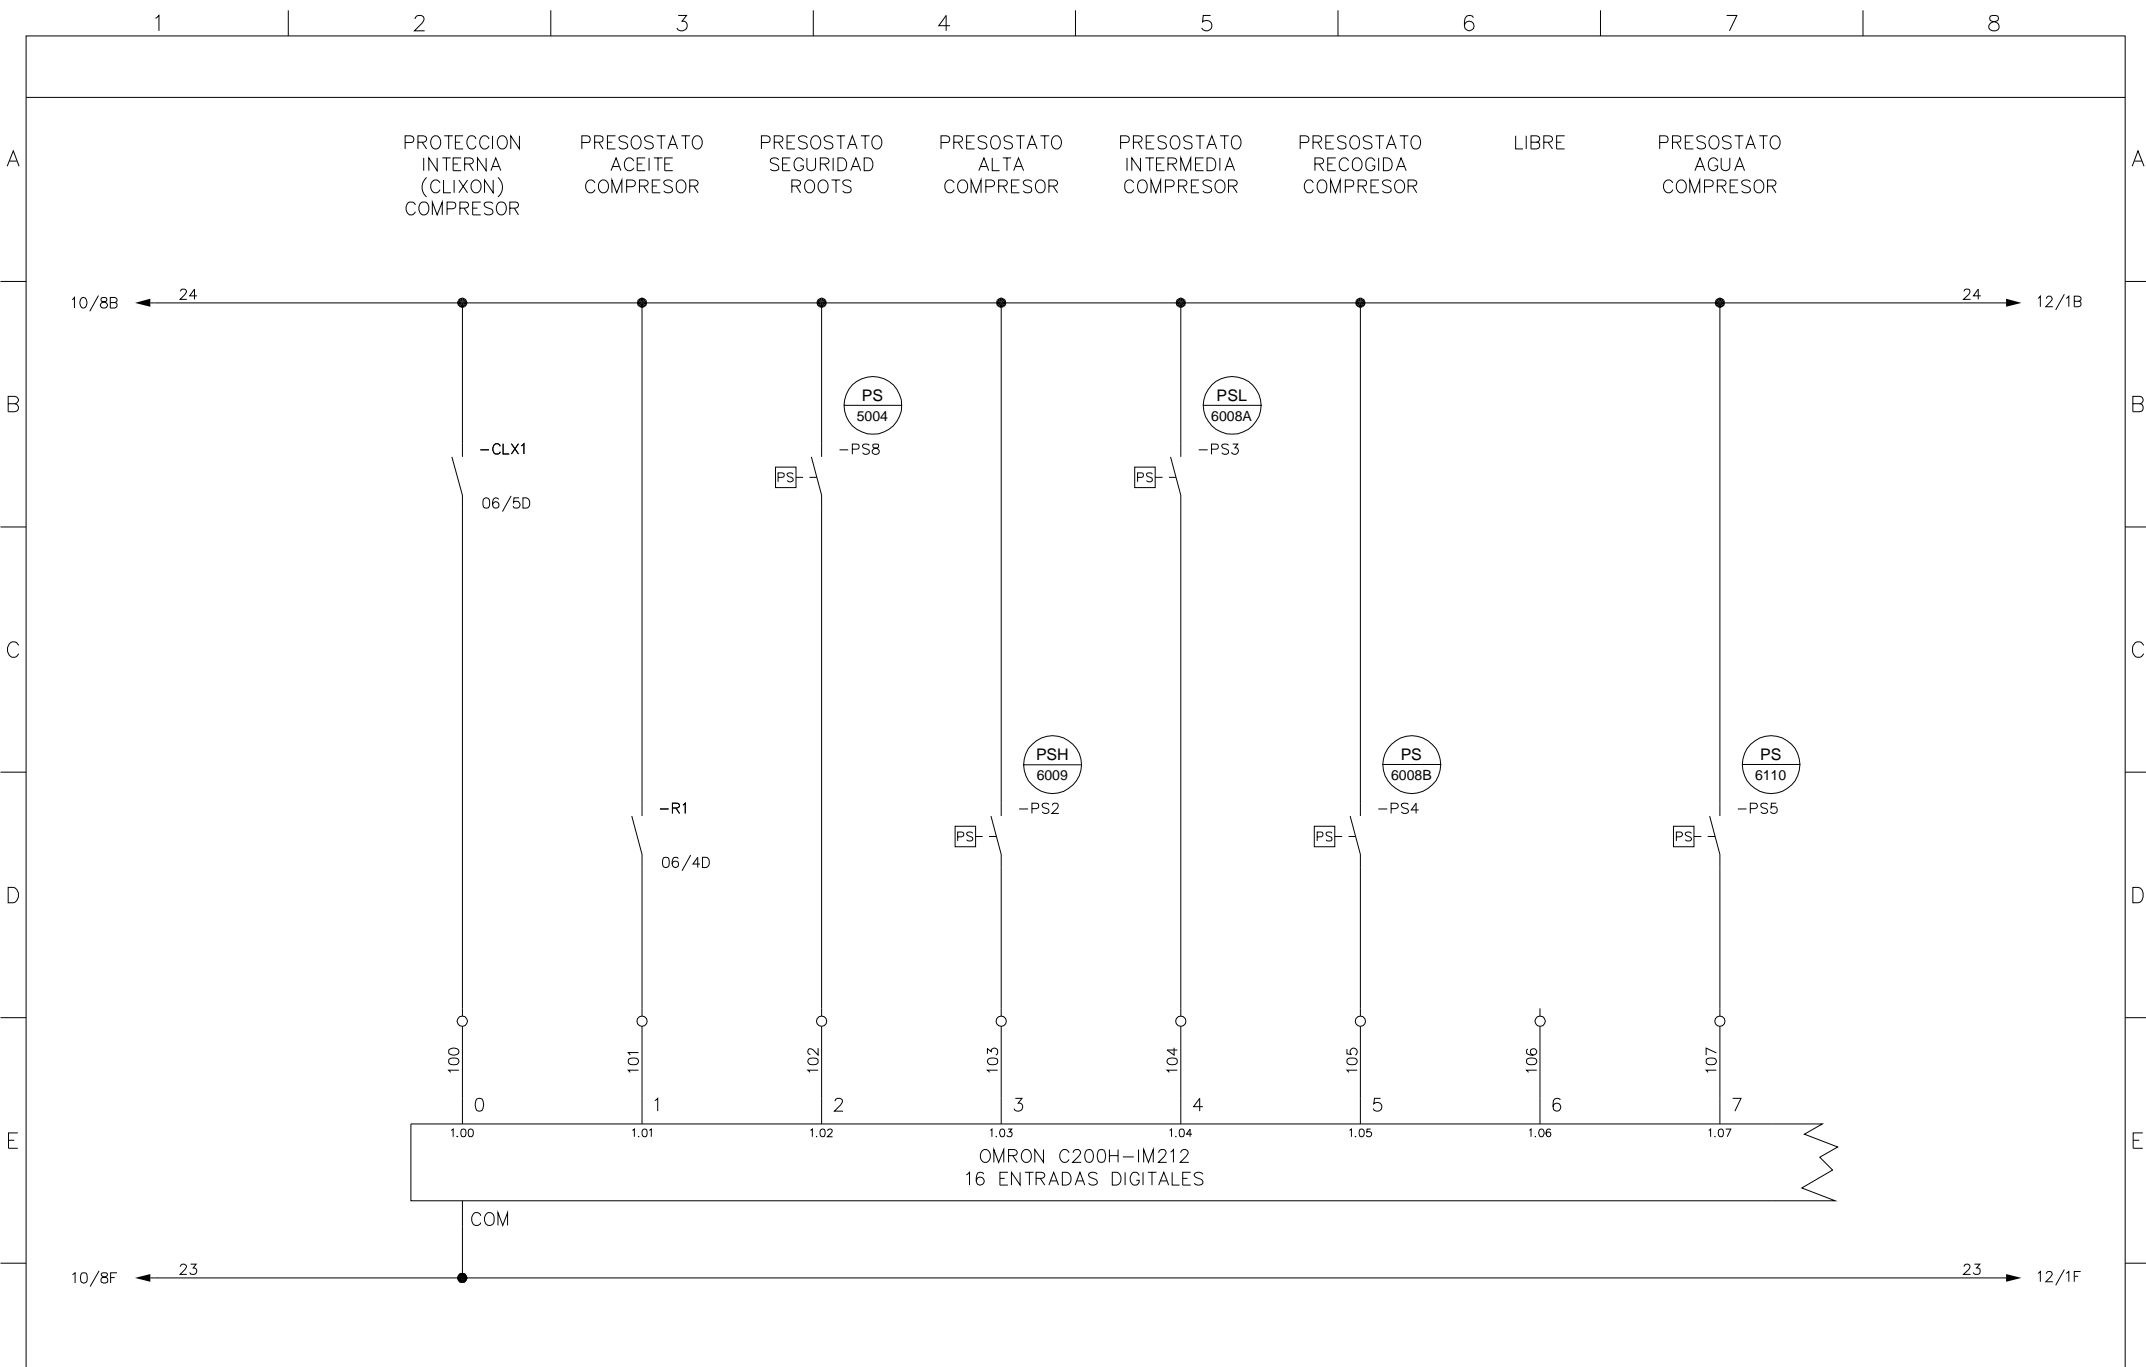 1 2 3 4 5 6 7 8
A A
PROTECCION
INTERNA
(CLIXON)
COMPRESOR
PRESOSTATO
ACEITE
COMPRESOR
PRESOSTATO
SEGURIDAD
ROOTS
PRESOSTATO
ALTA
COMPRESOR
PRESOSTATO
INTERMEDIA
COMPRESOR
PRESOSTATO
RECOGIDA
COMPRESOR
LIBRE
PRESOSTATO
AGUA
COMPRESOR
10/8B 24 24 12/1B
B B
PS
5004
-PS8
PS
PSL
6008A
-PS3
PS
-CLX1
06/5D
C C
PSH
6009
-PS2
PS
PS
6008B
-PS4
PS
PS
6110
-PS5
PS
-R1
06/4D
D D
100 101 102 103 104 105 106 107
0 1 2 3 4 5 6 7
E E
1.00 1.01 1.02 1.03 1.04 1.05 1.06 1.07
OMRON C200H-IM212
16 ENTRADAS DIGITALES
COM
10/8F 23 23 12/1F